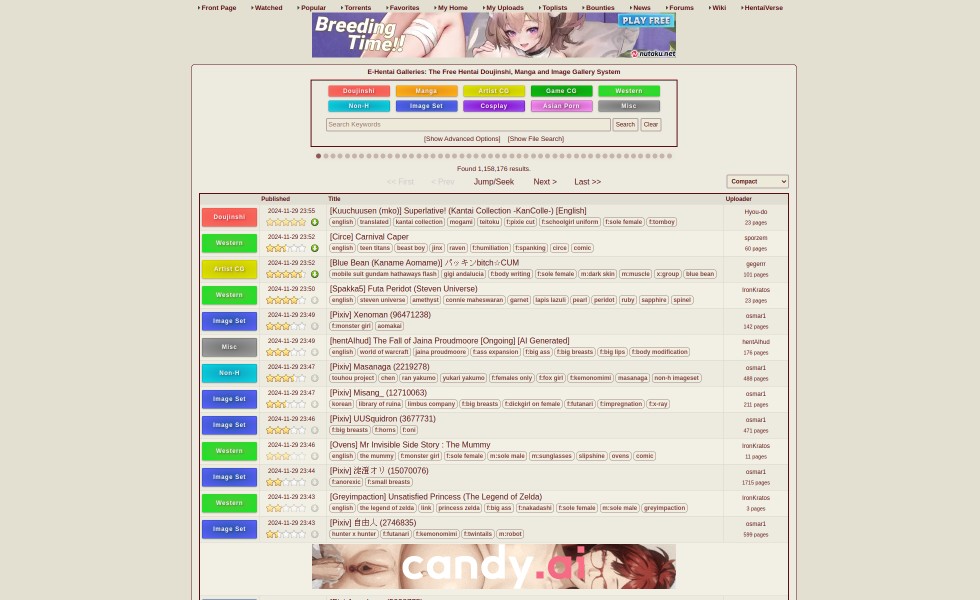 Front Page Watched Popular Torrents Favorites My Home My Uploads Toplists Bounties News Forums Wiki HentaiVerse
Breeding Time!!
PLAY FREE
nutaku.net
E-Hentai Galleries: The Free Hentai Doujinshi, Manga and Image Gallery System
Doujinshi Manga Artist CG Game CG Western
Non-H Image Set Cosplay Asian Porn Misc
Search Keywords Search Clear
[Show Advanced Options] [Show File Search]
Found 1,158,176 results.
<< First < Prev Jump/Seek Next > Last >> Compact
Published Title Uploader
Doujinshi 2024-11-29 23:55 [Kuuchuusen (mko)] Superlative! (Kantai Collection -KanColle-) [English] Hyou-do
english translated kantai collection mogami teitoku f:pixie cut f:schoolgirl uniform f:sole female f:tomboy 23 pages
Western 2024-11-29 23:52 [Circe] Carnival Caper sporzem
english teen titans beast boy jinx raven f:humiliation f:spanking circe comic 60 pages
Artist CG 2024-11-29 23:52 [Blue Bean (Kaname Aomame)] パッキンbitch☆CUM gegerrr
mobile suit gundam hathaways flash gigi andalucia f:body writing f:sole female m:dark skin m:muscle x:group blue bean 101 pages
Western 2024-11-29 23:50 [Spakka5] Futa Peridot (Steven Universe) IronKratos
english steven universe amethyst connie maheswaran garnet lapis lazuli pearl peridot ruby sapphire spinel 23 pages
Image Set 2024-11-29 23:49 [Pixiv] Xenoman (96471238) osmar1
f:monster girl aomakai 142 pages
Misc 2024-11-29 23:49 [hentAIhud] The Fall of Jaina Proudmoore [Ongoing] [AI Generated] hentAIhud
english world of warcraft jaina proudmoore f:ass expansion f:big ass f:big breasts f:big lips f:body modification 176 pages
Non-H 2024-11-29 23:47 [Pixiv] Masanaga (2219278) osmar1
touhou project chen ran yakumo yukari yakumo f:females only f:fox girl f:kemonomimi masanaga non-h imageset 488 pages
Image Set 2024-11-29 23:47 [Pixiv] Misang_ (12710063) osmar1
korean library of ruina limbus company f:big breasts f:dickgirl on female f:futanari f:impregnation f:x-ray 211 pages
Image Set 2024-11-29 23:46 [Pixiv] UUSquidron (3677731) osmar1
f:big breasts f:horns f:oni 471 pages
Western 2024-11-29 23:46 [Ovens] Mr Invisible Side Story : The Mummy IronKratos
english the mummy f:monster girl f:sole female m:sole male m:sunglasses slipshine ovens comic 11 pages
Image Set 2024-11-29 23:44 [Pixiv] オリ (15070076) osmar1
f:anorexic f:small breasts 1715 pages
Western 2024-11-29 23:43 [Greyimpaction] Unsatisfied Princess (The Legend of Zelda) IronKratos
english the legend of zelda link princess zelda f:big ass f:nakadashi f:sole female m:sole male greyimpaction 3 pages
Image Set 2024-11-29 23:43 [Pixiv] 自由人 (2746835) osmar1
hunter x hunter f:futanari f:kemonomimi f:twintails m:robot 599 pages
candy.ai